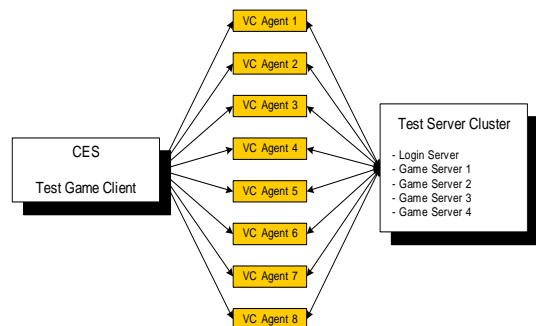 VC Agent 1
VC Agent 2
VC Agent 3
VC Agent 4
VC Agent 5
VC Agent 6
VC Agent 7
VC Agent 8
CES
Test Game Client
Test Server Cluster
- Login Server
- Game Server 1
- Game Server 2
- Game Server 3
- Game Server 4